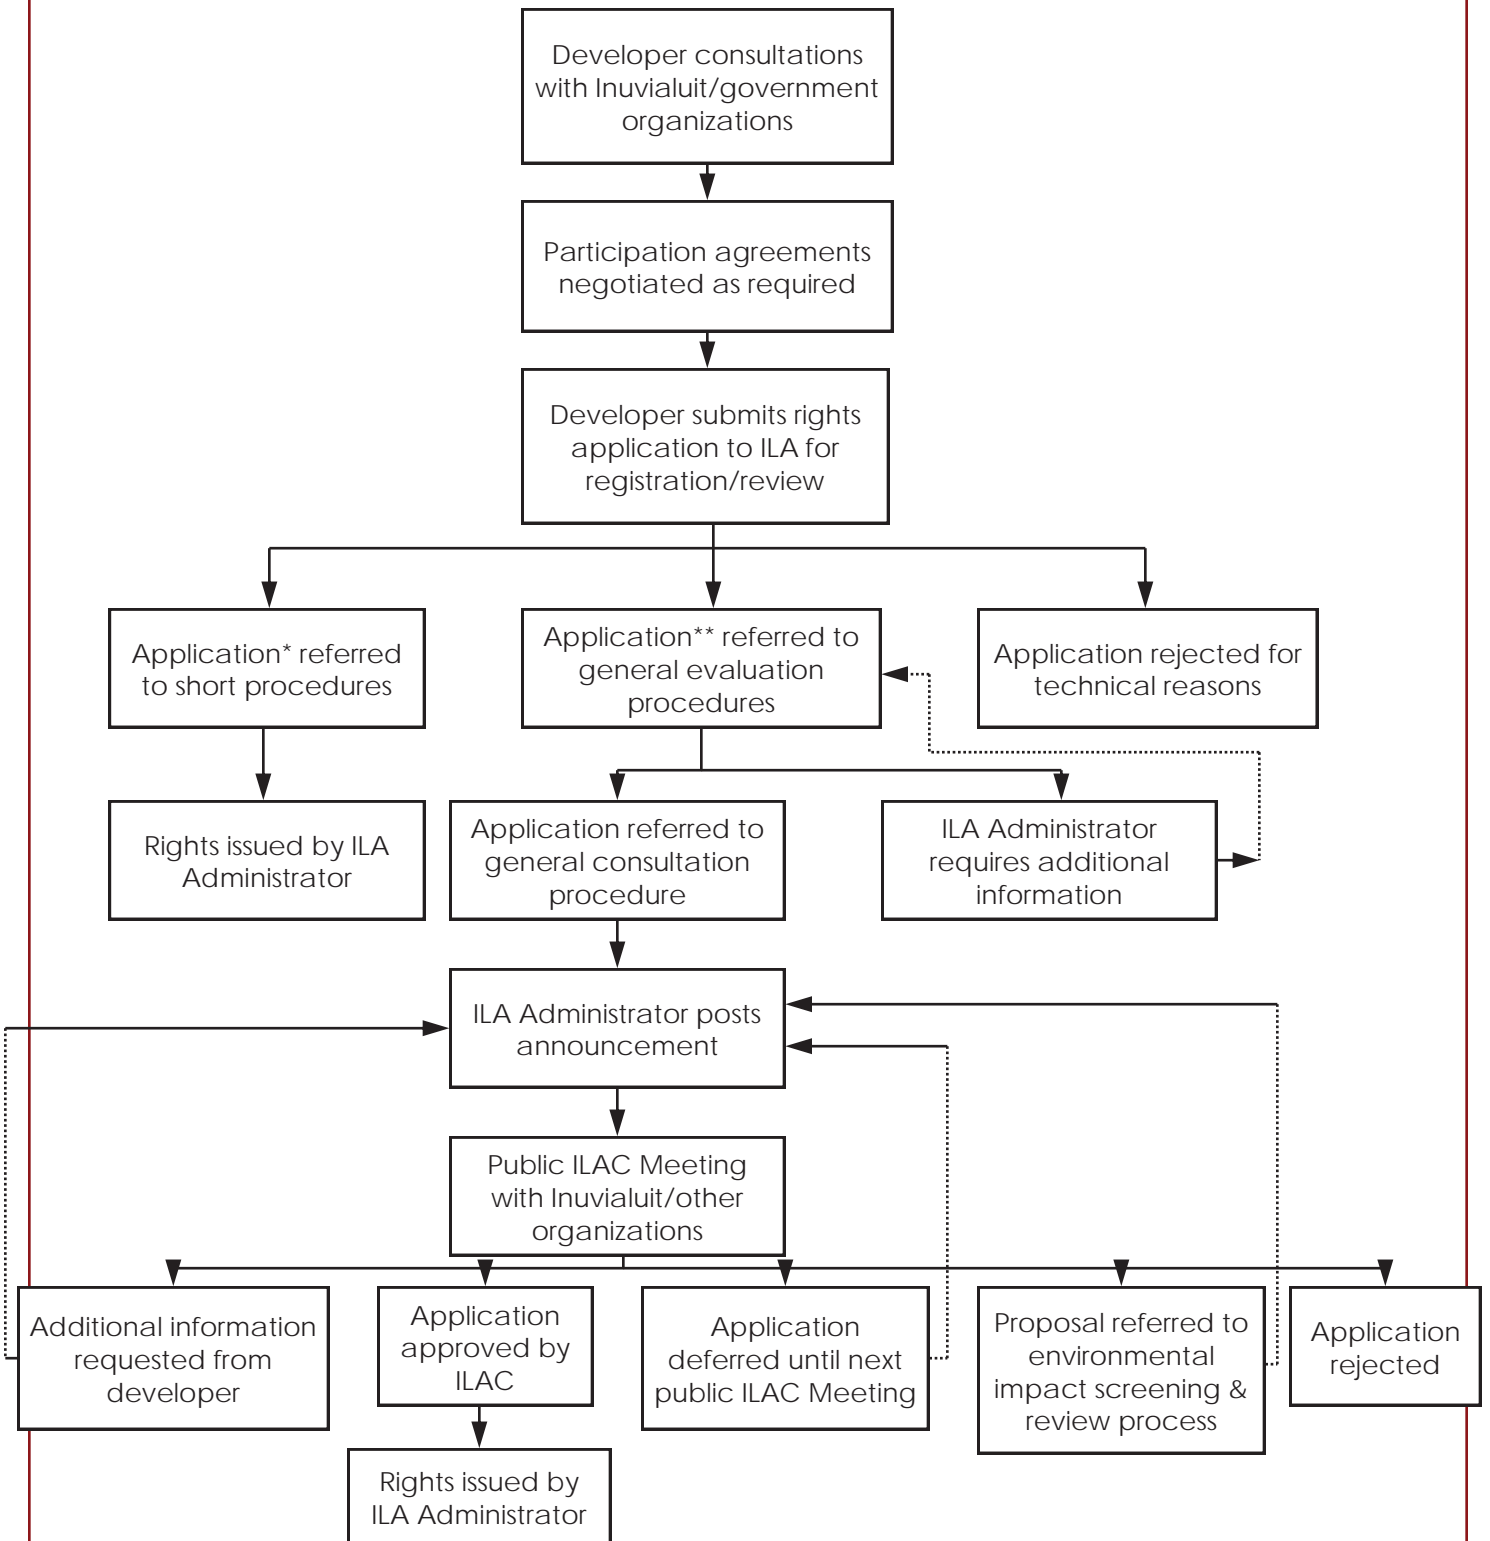 Developer consultations
with Inuvialuit/government
organizations
Participation agreements
negotiated as required
Developer submits rights
application to ILA for
registration/review
Application* referred
to short procedures
Application** referred to
general evaluation
procedures
Application rejected for
technical reasons
Rights issued by ILA
Administrator
Application referred to
general consultation
procedure
ILA Administrator
requires additional
information
ILA Administrator posts
announcement
Public ILAC Meeting
with Inuvialuit/other
organizations
Additional information
requested from
developer
Application
approved by
ILAC
Application
deferred until next
public ILAC Meeting
Proposal referred to
environmental
impact screening &
review process
Application
rejected
Rights issued by
ILA Administrator